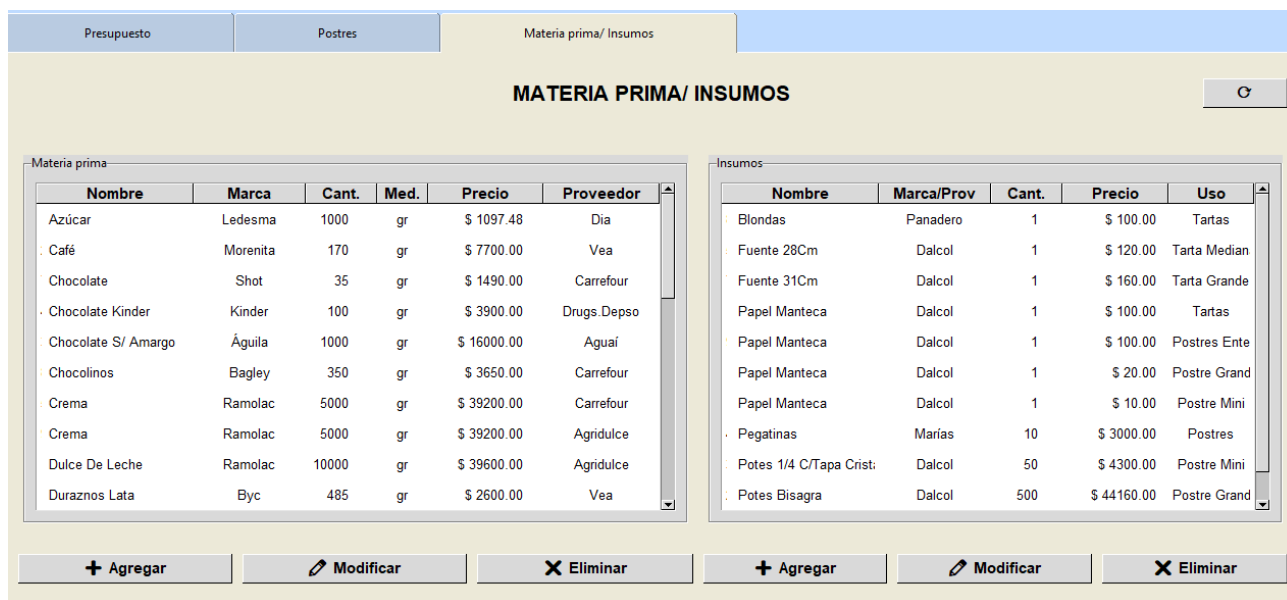 Presupuesto Postres Materia prima/ Insumos
MATERIA PRIMA/ INSUMOS
Materia prima
Nombre Marca Cant. Med. Precio Proveedor
Azúcar Ledesma 1000 gr $ 1097.48 Dia
Café Morenita 170 gr $ 7700.00 Vea
Chocolate Shot 35 gr $ 1490.00 Carrefour
Chocolate Kinder Kinder 100 gr $ 3900.00 Drugs.Depso
Chocolate S/ Amargo Águila 1000 gr $ 16000.00 Aguaí
Chocolinos Bagley 350 gr $ 3650.00 Carrefour
Crema Ramolac 5000 gr $ 39200.00 Carrefour
Crema Ramolac 5000 gr $ 39200.00 Agridulce
Dulce De Leche Ramolac 10000 gr $ 39600.00 Agridulce
Duraznos Lata Byc 485 gr $ 2600.00 Vea
Insumos
Nombre Marca/Prov Cant. Precio Uso
Blondas Panadero 1 $ 100.00 Tartas
Fuente 28Cm Dalcol 1 $ 120.00 Tarta Median
Fuente 31Cm Dalcol 1 $ 160.00 Tarta Grande
Papel Manteca Dalcol 1 $ 100.00 Tartas
Papel Manteca Dalcol 1 $ 100.00 Postres Ente
Papel Manteca Dalcol 1 $ 20.00 Postre Grand
Papel Manteca Dalcol 1 $ 10.00 Postre Mini
Pegatinas Marías 10 $ 3000.00 Postres
Potes 1/4 C/Tapa Crist Dalcol 50 $ 4300.00 Postre Mini
Potes Bisagra Dalcol 500 $ 44160.00 Postre Grand
Agregar Modificar Eliminar
Agregar Modificar Eliminar